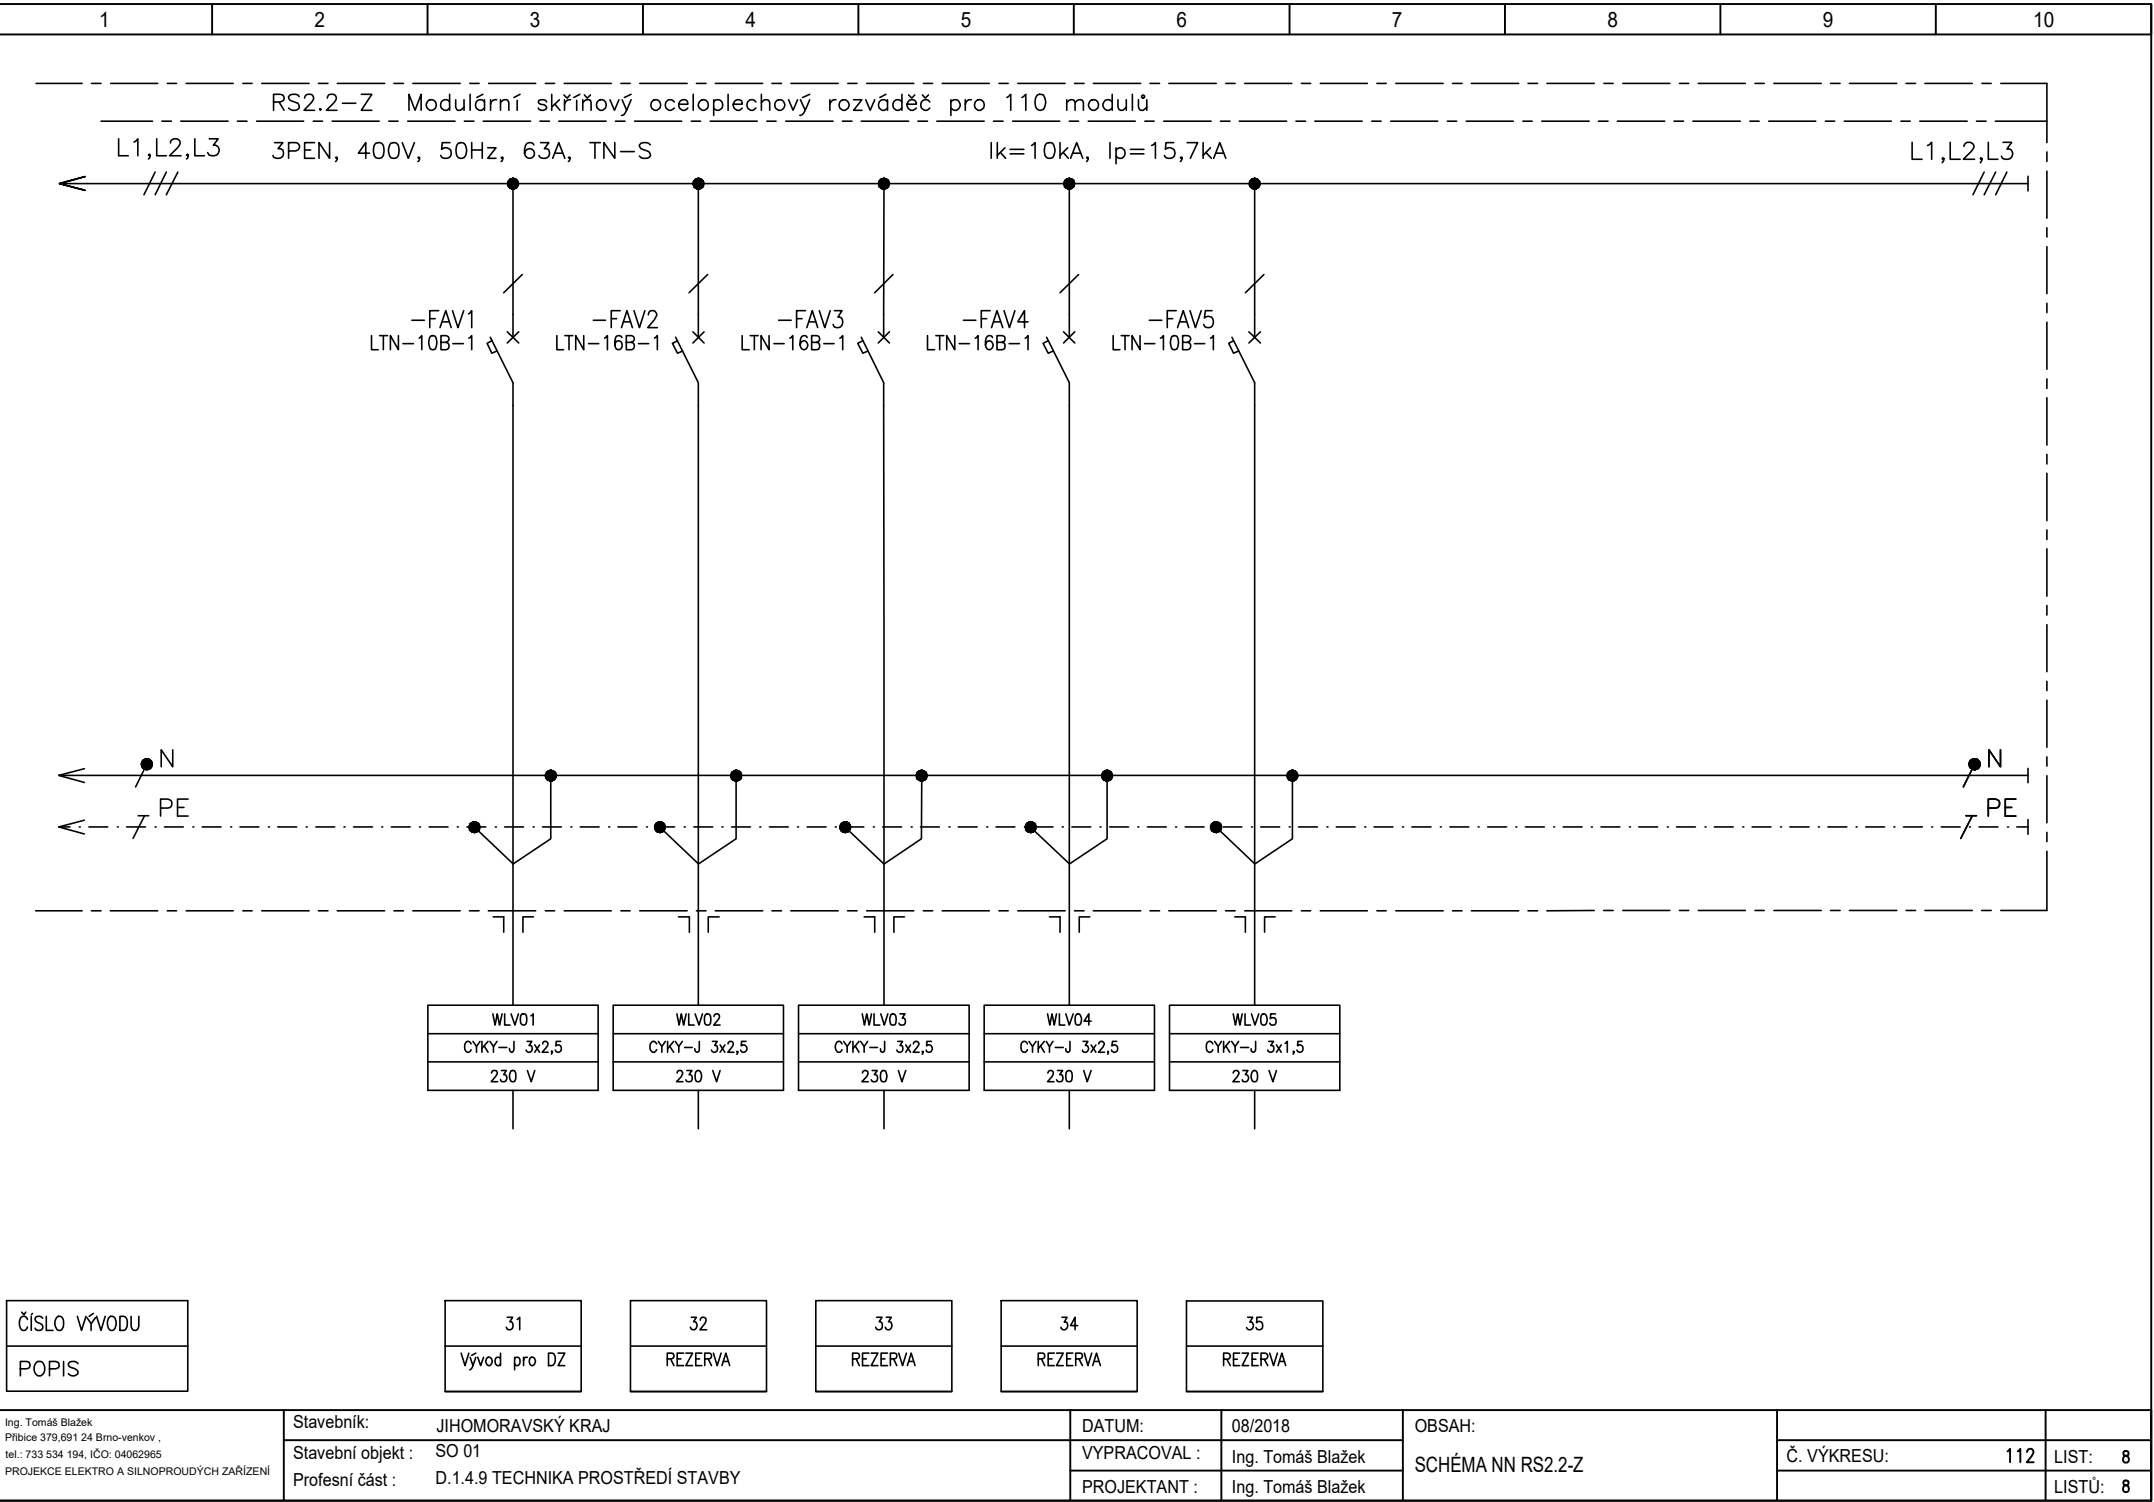 1 2 3 4 5 6 7 8 9 10
RS2.2-Z Modulární skříňový oceloplechový rozváděč pro 110 modulů
L1,L2,L3 3PEN, 400V, 50Hz, 63A, TN-S Ik=10kA, Ip=15,7kA L1,L2,L3
-FAV1 -FAV2 -FAV3 -FAV4 -FAV5
LTN-10B-1 LTN-16B-1 LTN-16B-1 LTN-16B-1 LTN-10B-1
N N
PE PE
WLV01 WLV02 WLV03 WLV04 WLV05
CYKY-J 3x2,5 CYKY-J 3x2,5 CYKY-J 3x2,5 CYKY-J 3x2,5 CYKY-J 3x1,5
230 V 230 V 230 V 230 V 230 V
ČÍSLO VÝVODU 31 32 33 34 35
POPIS Vývod pro DZ REZERVA REZERVA REZERVA REZERVA
Ing. Tomáš Blažek
Přibice 379,691 24 Brno-venkov ,
tel.: 733 534 194, IČO: 04062965
PROJEKCE ELEKTRO A SILNOPROUDÝCH ZAŘÍZENÍ
Stavebník: JIHOMORAVSKÝ KRAJ
Stavební objekt : SO 01
Profesní část : D.1.4.9 TECHNIKA PROSTŘEDÍ STAVBY
DATUM: 08/2018
VYPRACOVAL : Ing. Tomáš Blažek
PROJEKTANT : Ing. Tomáš Blažek
OBSAH:
SCHÉMA NN RS2.2-Z
Č. VÝKRESU: 112 LIST: 8
LISTŮ: 8